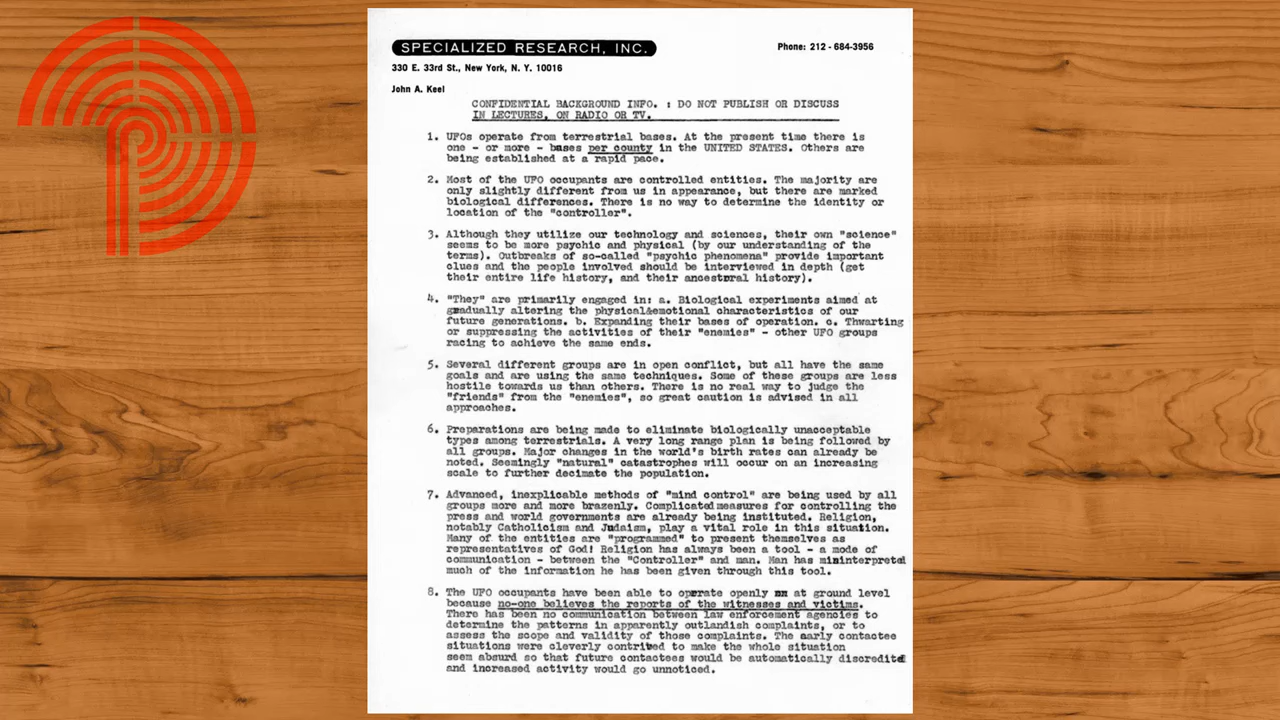 SPECIALIZED RESEARCH, INC.
Phone: 212 - 684-3956
330 E. 33rd St., New York, N. Y. 10016
John A. Keel
CONFIDENTIAL BACKGROUND INFO. : DO NOT PUBLISH OR DISCUSS
IN LECTURES, ON RADIO OR TV.
1. UFOs operate from terrestrial bases. At the present time there is
one - or more - bases per county in the UNITED STATES. Others are
being established at a rapid pace.
2. Most of the UFO occupants are controlled entities. The majority are
only slightly different from us in appearance, but there are marked
biological differences. There is no way to determine the identity or
location of the "controller".
3. Although they utilize our technology and sciences, their own "science"
seems to be more psychic and physical (by our understanding of the
terms). Outbreaks of so-called "psychic phenomena" provide important
clues and the people involved should be interviewed in depth (get
their entire life history, and their ancestral history).
4. "They" are primarily engaged in: a. Biological experiments aimed at
gradually altering the physical&emotional characteristics of our
future generations. b. Expanding their bases of operation. c. Thwarting
or suppressing the activities of their "enemies" - other UFO groups
racing to achieve the same ends.
5. Several different groups are in open conflict, but all have the same
goals and are using the same techniques. Some of these groups are less
hostile towards us than others. There is no real way to judge the
"friends" from the "enemies", so great caution is advised in all
approaches.
6. Preparations are being made to eliminate biologically unacceptable
types among terrestrials. A very long range plan is being followed by
all groups. Major changes in the world's birth rates can already be
noted. Seemingly "natural" catastrophes will occur on an increasing
scale to further decimate the population.
7. Advanced, inexplicable methods of "mind control" are being used by all
groups more and more brazenly. Complicated measures for controlling the
press and world governments are already being instituted. Religion,
notably Catholicism and Judaism, play a vital role in this situation.
Many of the entities are "programmed" to present themselves as
representatives of God! Religion has always been a tool - a mode of
communication - between the "Controller" and man. Man has mininterpreted
much of the information he has been given through this tool.
8. The UFO occupants have been able to operate openly at ground level
because no-one believes the reports of the witnesses and victims.
There has been no communication between law enforcement agencies to
determine the patterns in apparently outlandish complaints, or to
assess the scope and validity of those complaints. The early contactee
situations were cleverly contrived to make the whole situation
seem absurd so that future contactees would be automatically discredited
and increased activity would go unnoticed.